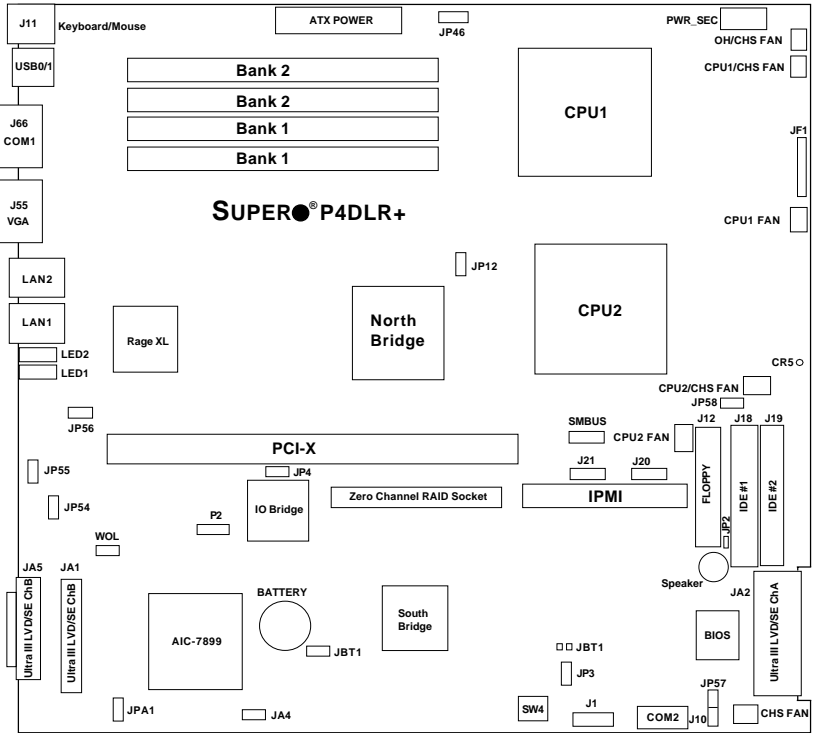 J11
Keyboard/Mouse
ATX POWER
JP46
PWR_SEC
OH/CHS FAN
USB0/1
CPU1/CHS FAN
Bank 2
Bank 2
Bank 1
Bank 1
CPU1
J66
COM1
JF1
J55
VGA
SUPER® P4DLR+
CPU1 FAN
LAN2
JP12
LAN1
Rage XL
North
Bridge
CPU2
LED2
LED1
CR5
CPU2/CHS FAN
JP58
JP56
SMBUS
CPU2 FAN
J12
J18
J19
PCI-X
JP55
JP4
J21
J20
FLOPPY
IDE #1
IDE #2
JP54
IO Bridge
Zero Channel RAID Socket
IPMI
P2
JP2
WOL
Speaker
JA5
JA1
JA2
Ultra III LVD/SE ChB
Ultra III LVD/SE ChB
BATTERY
AIC-7899
South
Bridge
BIOS
Ultra III LVD/SE ChA
JBT1
JBT1
JP3
JP57
JPA1
JA4
SW4
J1
COM2
J10
CHS FAN